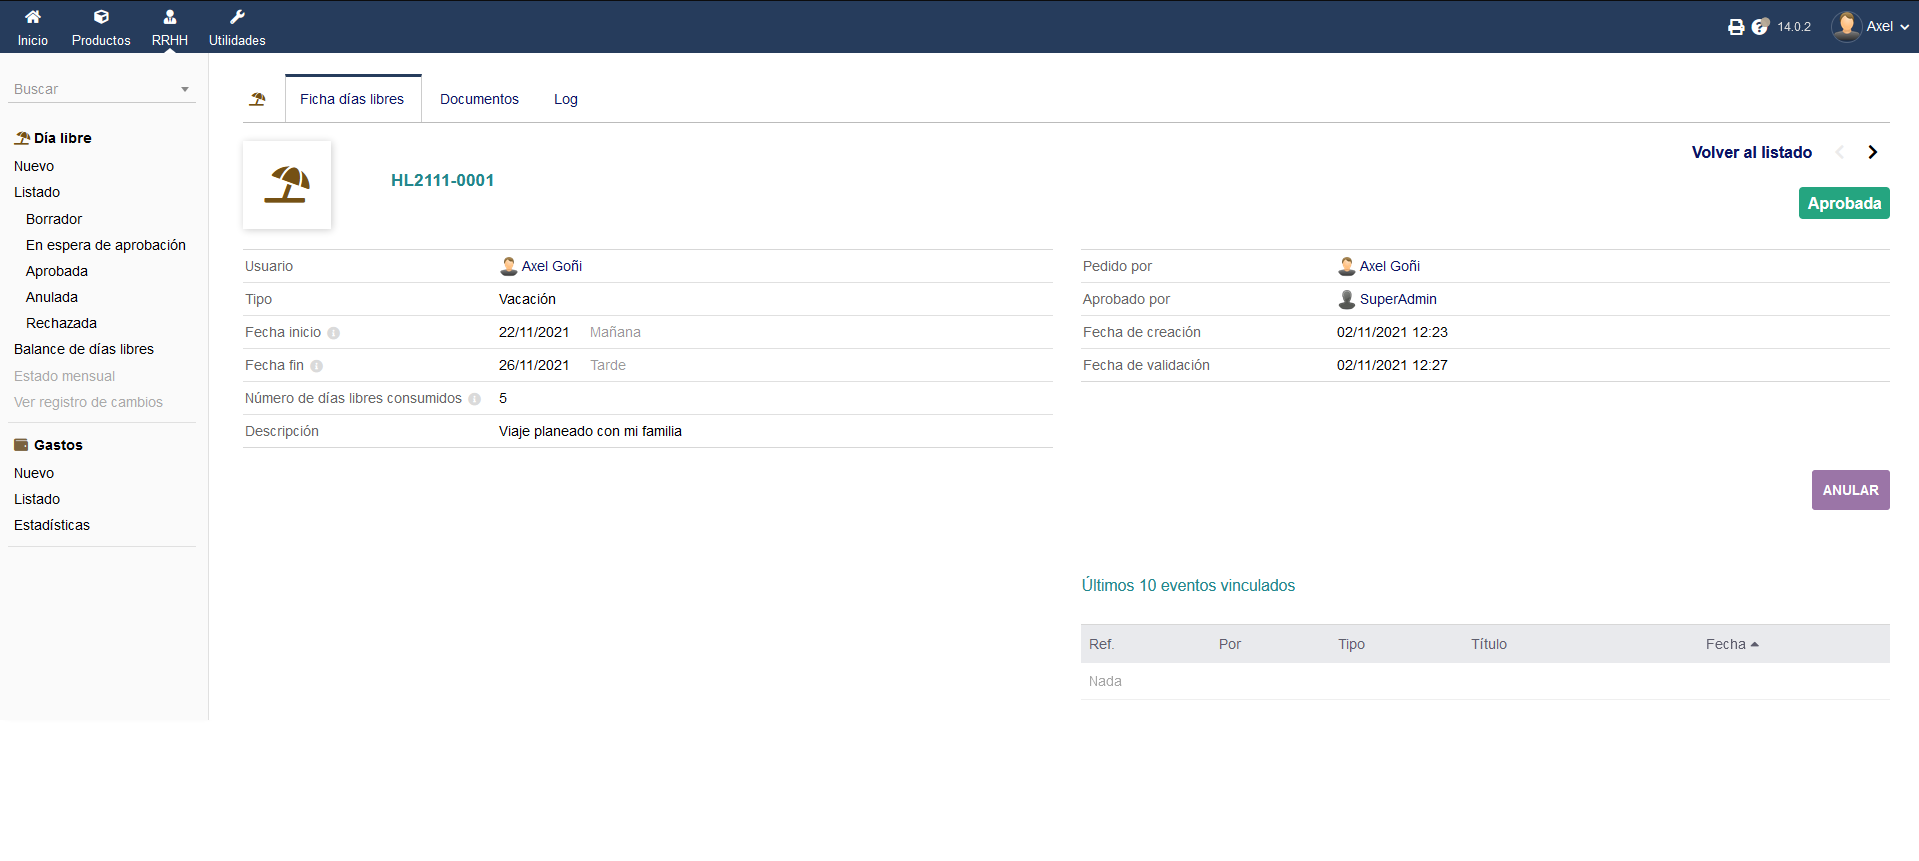 Inicio Productos RRHH Utilidades 14.0.2 Axel
Buscar
Día libre
Nuevo
Listado
Borrador
En espera de aprobación
Aprobada
Anulada
Rechazada
Balance de días libres
Estado mensual
Ver registro de cambios
Gastos
Nuevo
Listado
Estadísticas
Ficha días libres Documentos Log
Volver al listado
HL2111-0001
Aprobada
Usuario Axel Goñi
Tipo Vacación
Fecha inicio 22/11/2021 Mañana
Fecha fin 26/11/2021 Tarde
Número de días libres consumidos 5
Descripción Viaje planeado con mi familia
Pedido por Axel Goñi
Aprobado por SuperAdmin
Fecha de creación 02/11/2021 12:23
Fecha de validación 02/11/2021 12:27
ANULAR
Últimos 10 eventos vinculados
Ref. Por Tipo Título Fecha
Nada